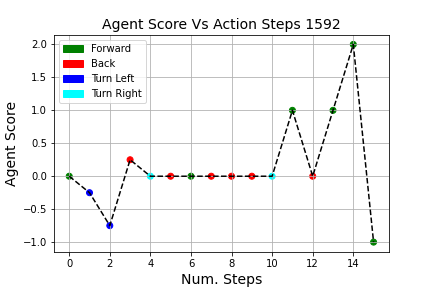 Agent Score Vs Action Steps 1592
2.0
1.5
1.0
0.5
0.0
−0.5
−1.0
Agent Score
Forward
Back
Turn Left
Turn Right
0 2 4 6 8 10 12 14
Num. Steps